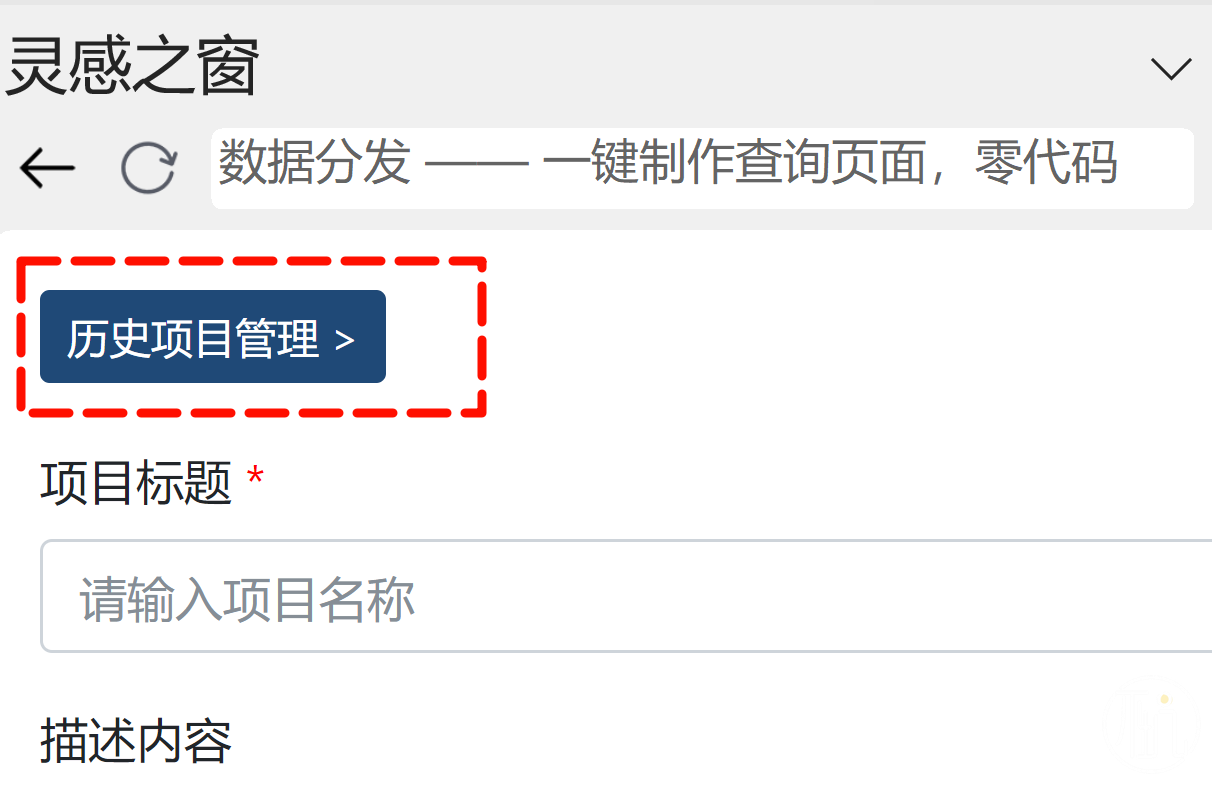 灵感之窗
数据分发 —— 一键制作查询页面，零代码
历史项目管理 >
项目标题 *
请输入项目名称
描述内容